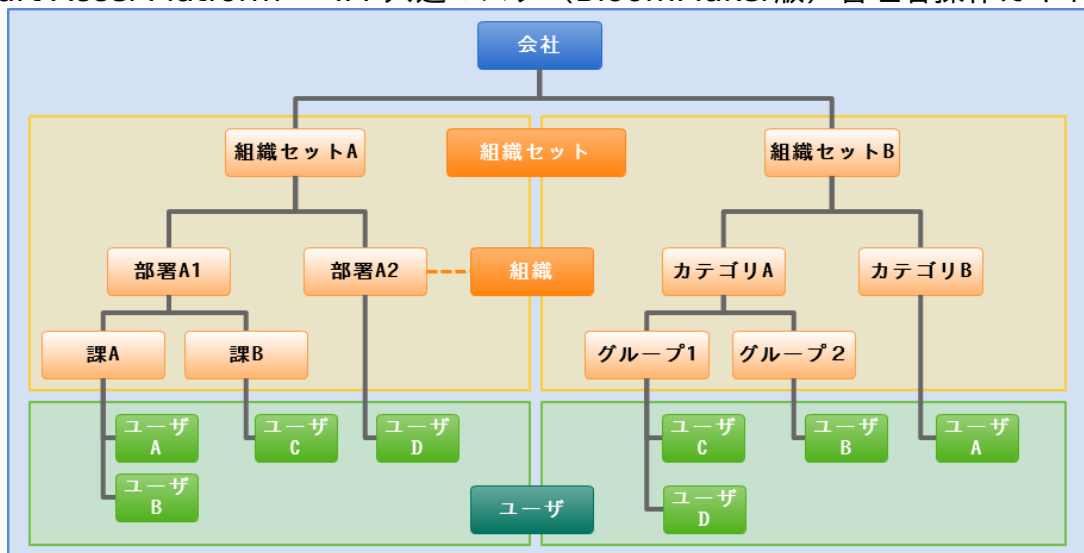 会社
組織セットA
組織セット
組織セットB
部署A1
部署A2
組織
カテゴリA
カテゴリB
課A
課B
グループ1
グループ2
ユーザ
A
ユーザ
C
ユーザ
D
ユーザ
C
ユーザ
B
ユーザ
A
ユーザ
B
ユーザ
ユーザ
D